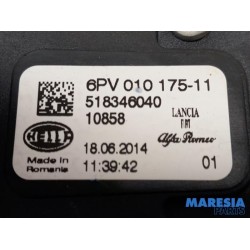 6PV 010 175-11
518346040
10858
LANCIA
Alfa Romeo
HELLA
Made in
Romania
18.06.2014
11:39:42
01
MARESIA
PARTS